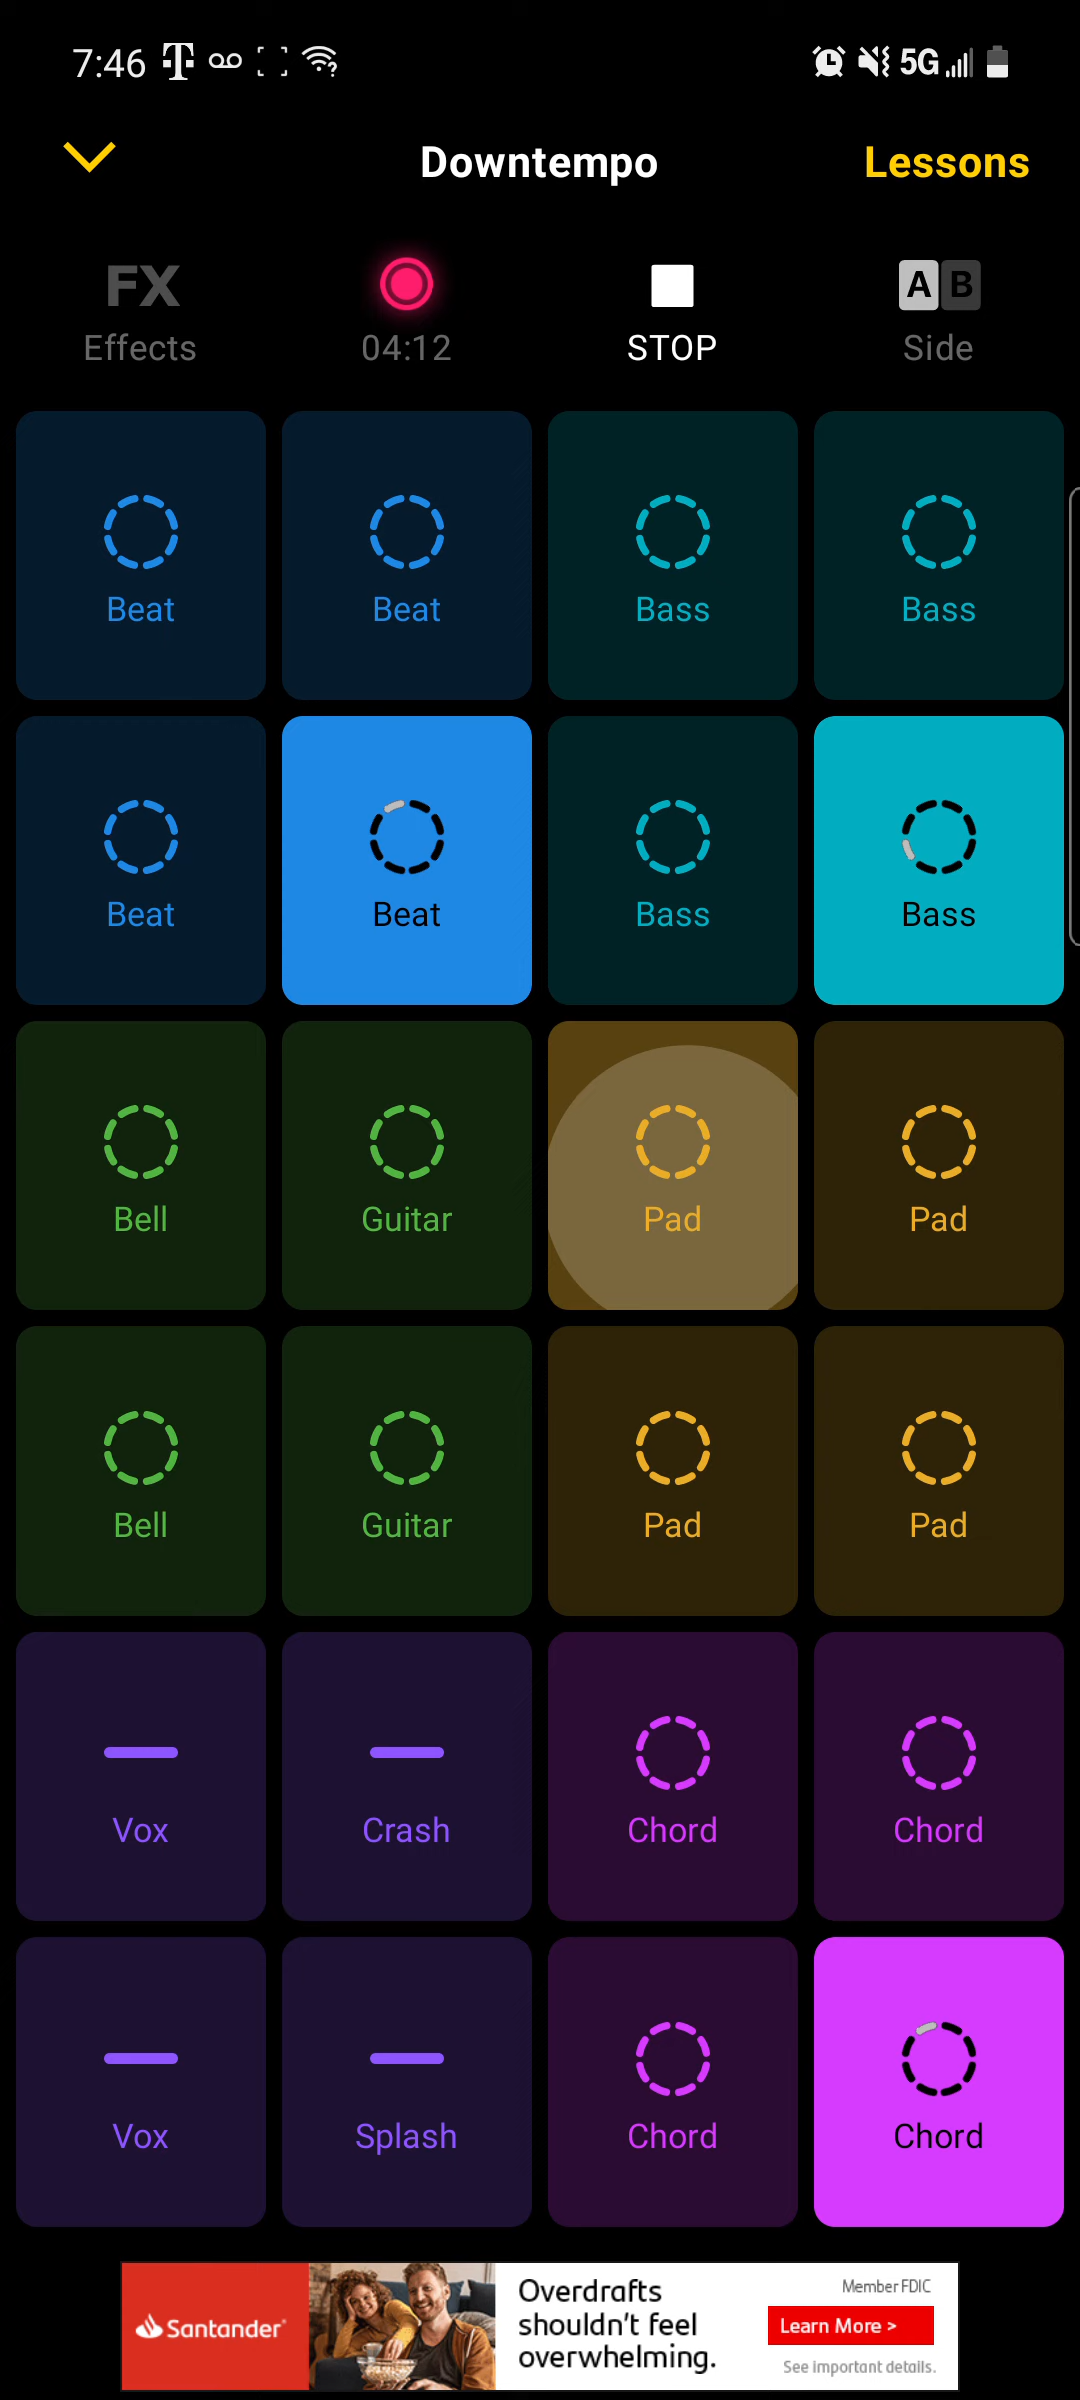 7:46 5G
Downtempo Lessons
FX
A B
Effects 04:12 STOP Side
Beat Beat Bass Bass
Beat Beat Bass Bass
Bell Guitar Pad Pad
Bell Guitar Pad Pad
Vox Crash Chord Chord
Vox Splash Chord Chord
Santander
Overdrafts
shouldn't feel
overwhelming.
Member FDIC
Learn More >
See important details.